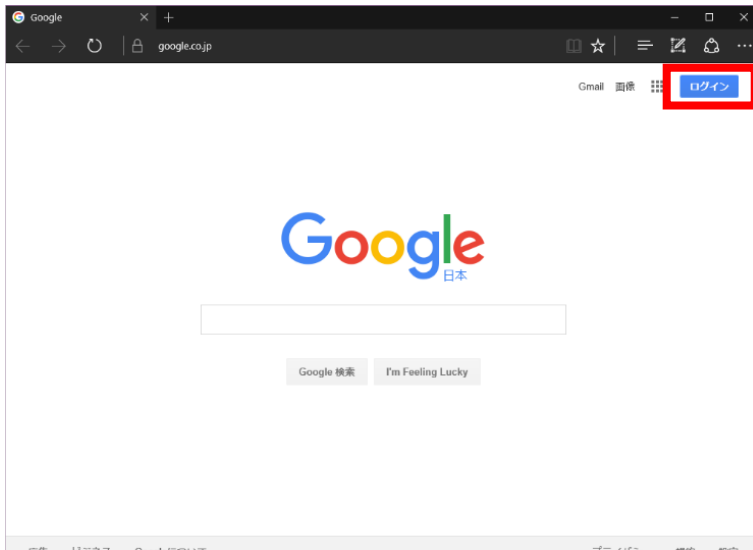 Google
google.co.jp
Gmail 画像
ログイン
Google
日本
Google 検索 I'm Feeling Lucky